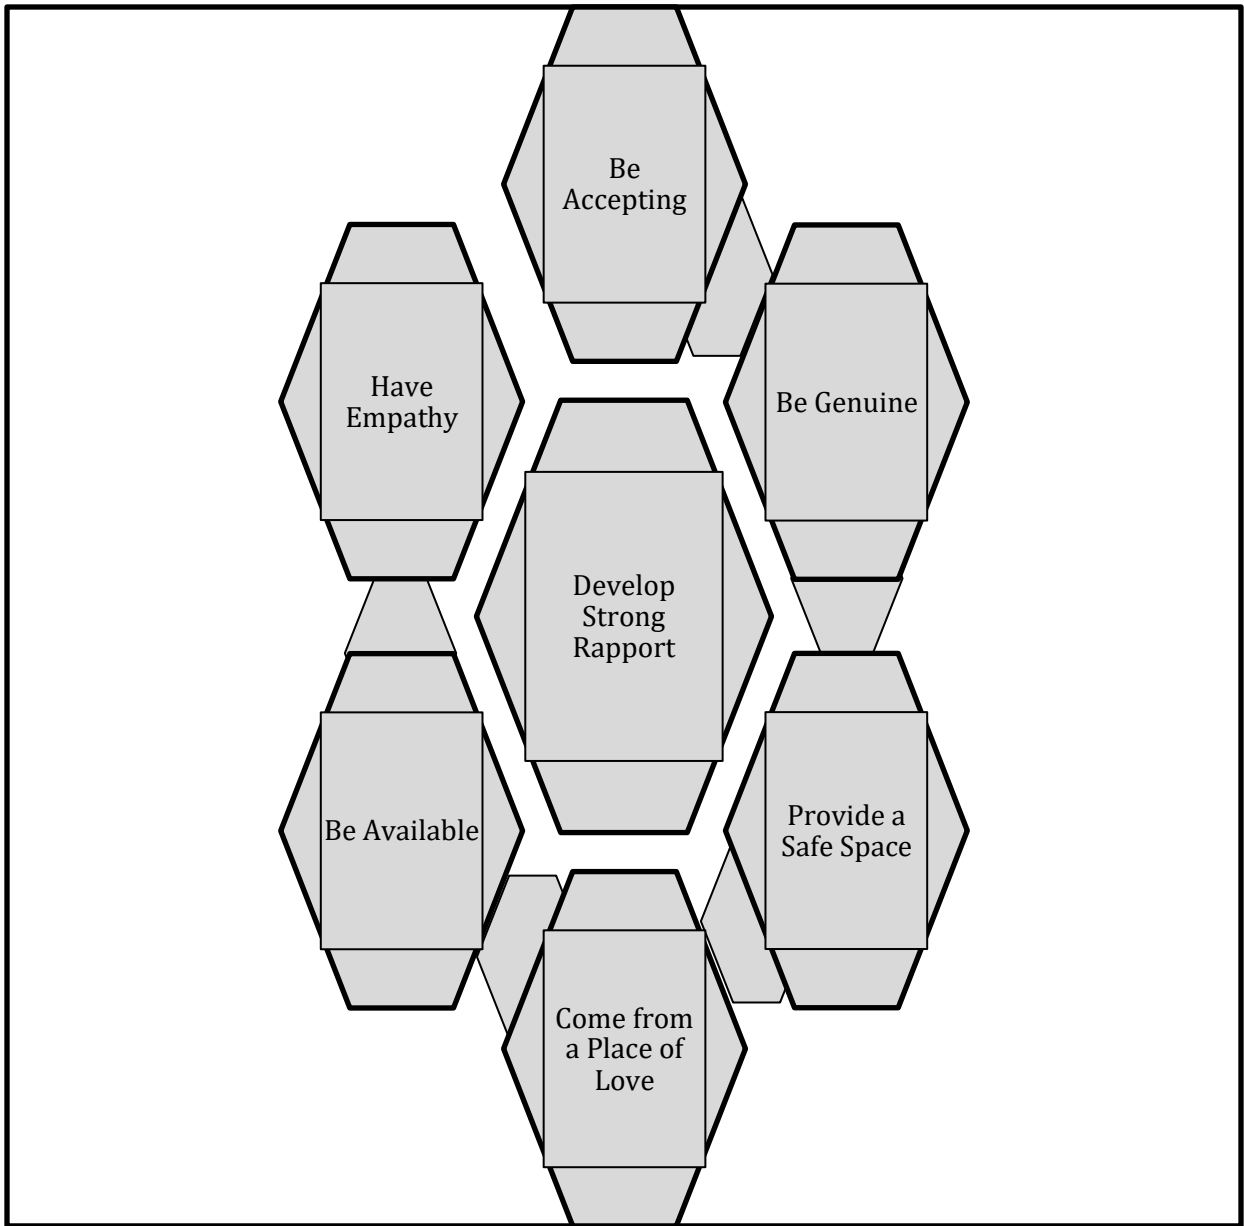 Be
Accepting
Have
Empathy
Be Genuine
Develop
Strong
Rapport
Be Available
Provide a
Safe Space
Come from
a Place of
Love